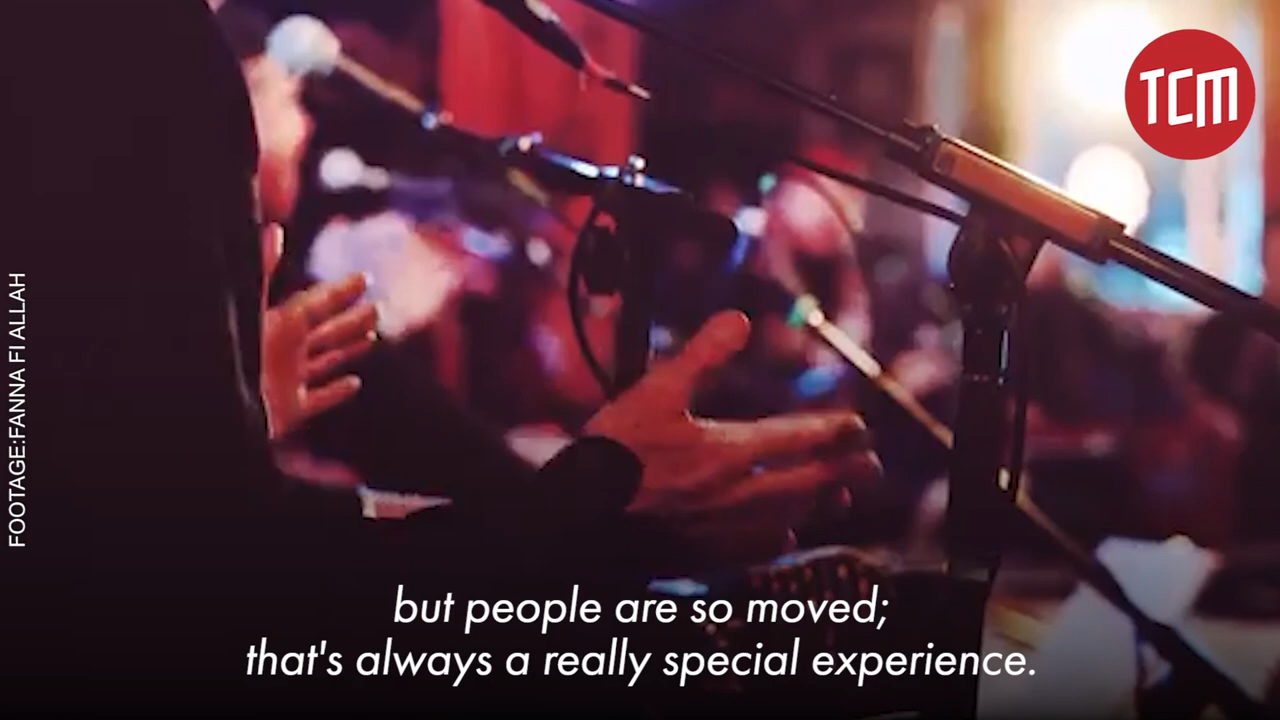 TCM
FOOTAGE:FANNA FI ALLAH
but people are so moved;
that's always a really special experience.